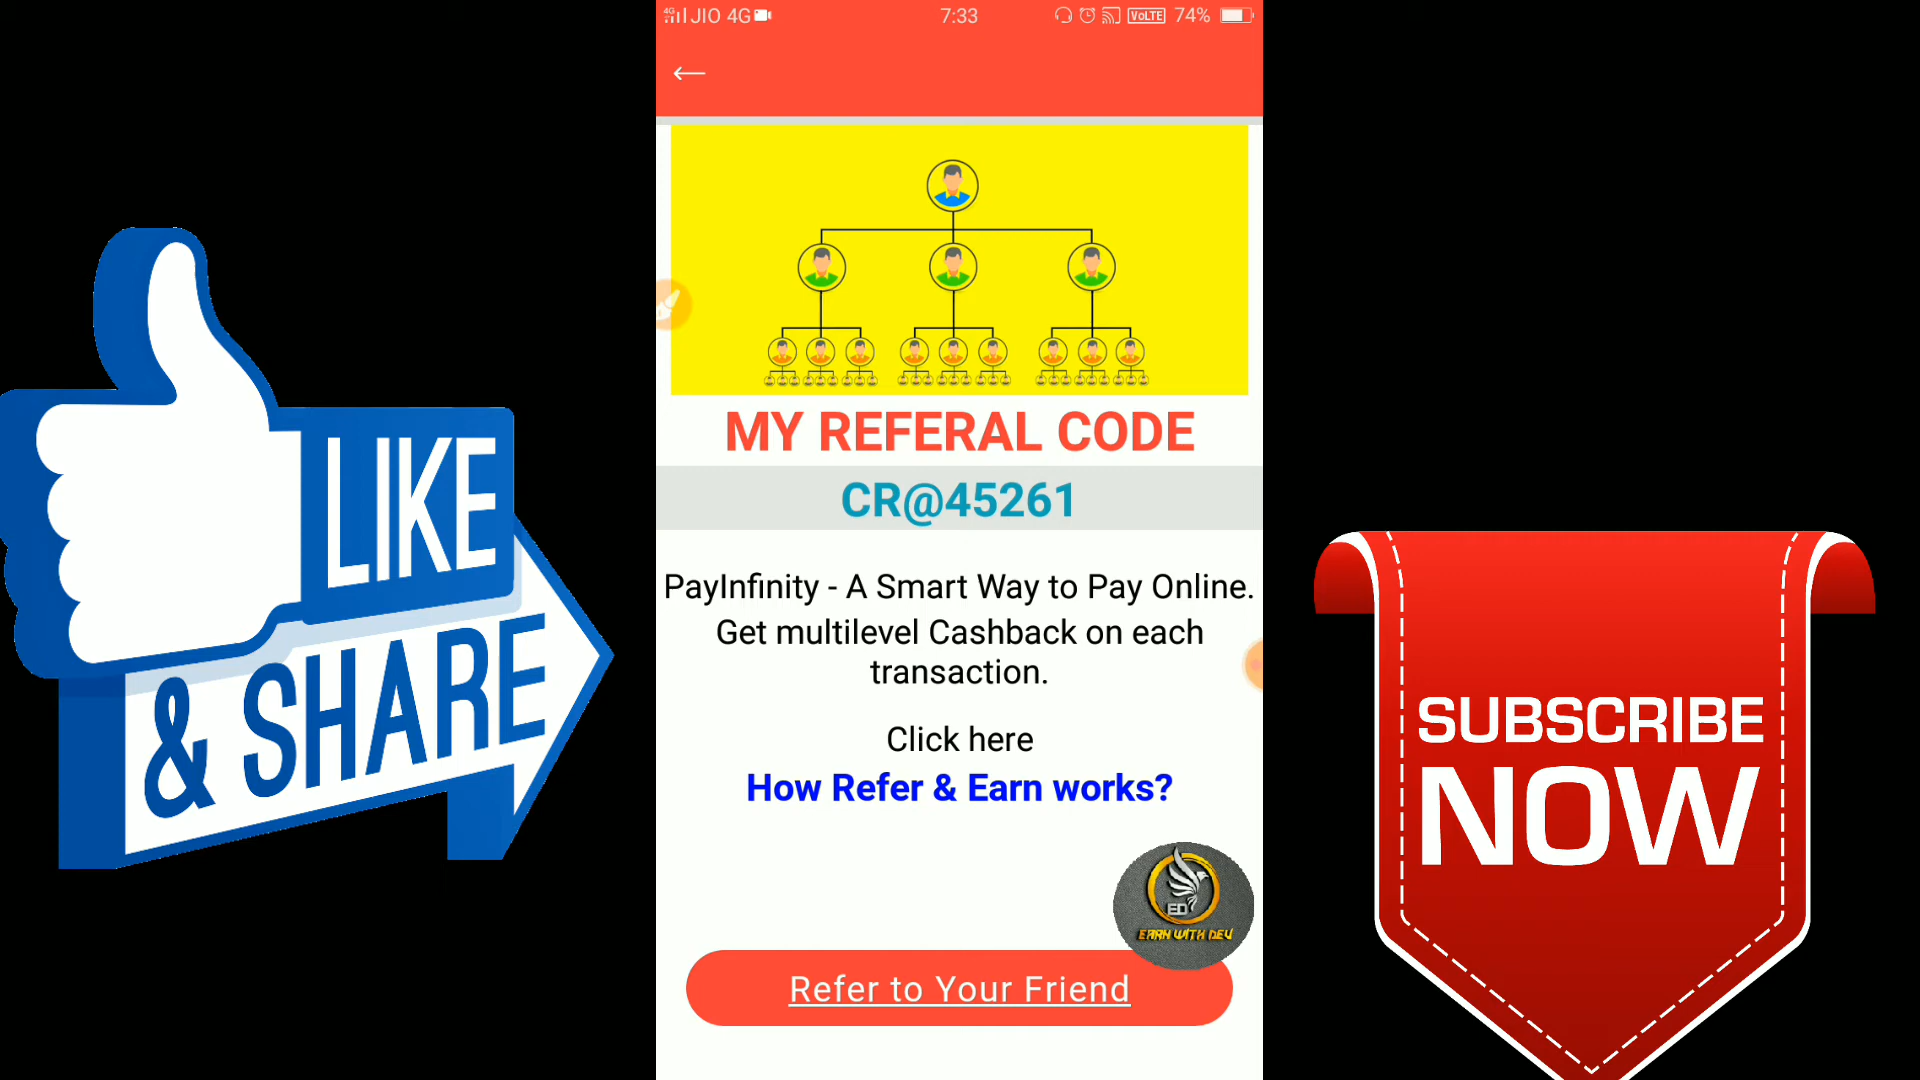 4G JIO 4G 7:33 VoLTE 74%
MY REFERAL CODE
CR@45261
PayInfinity - A Smart Way to Pay Online.
Get multilevel Cashback on each
transaction.
Click here
How Refer & Earn works?
ED
EARN WITH DEV
Refer to Your Friend
LIKE
& SHARE
SUBSCRIBE
NOW